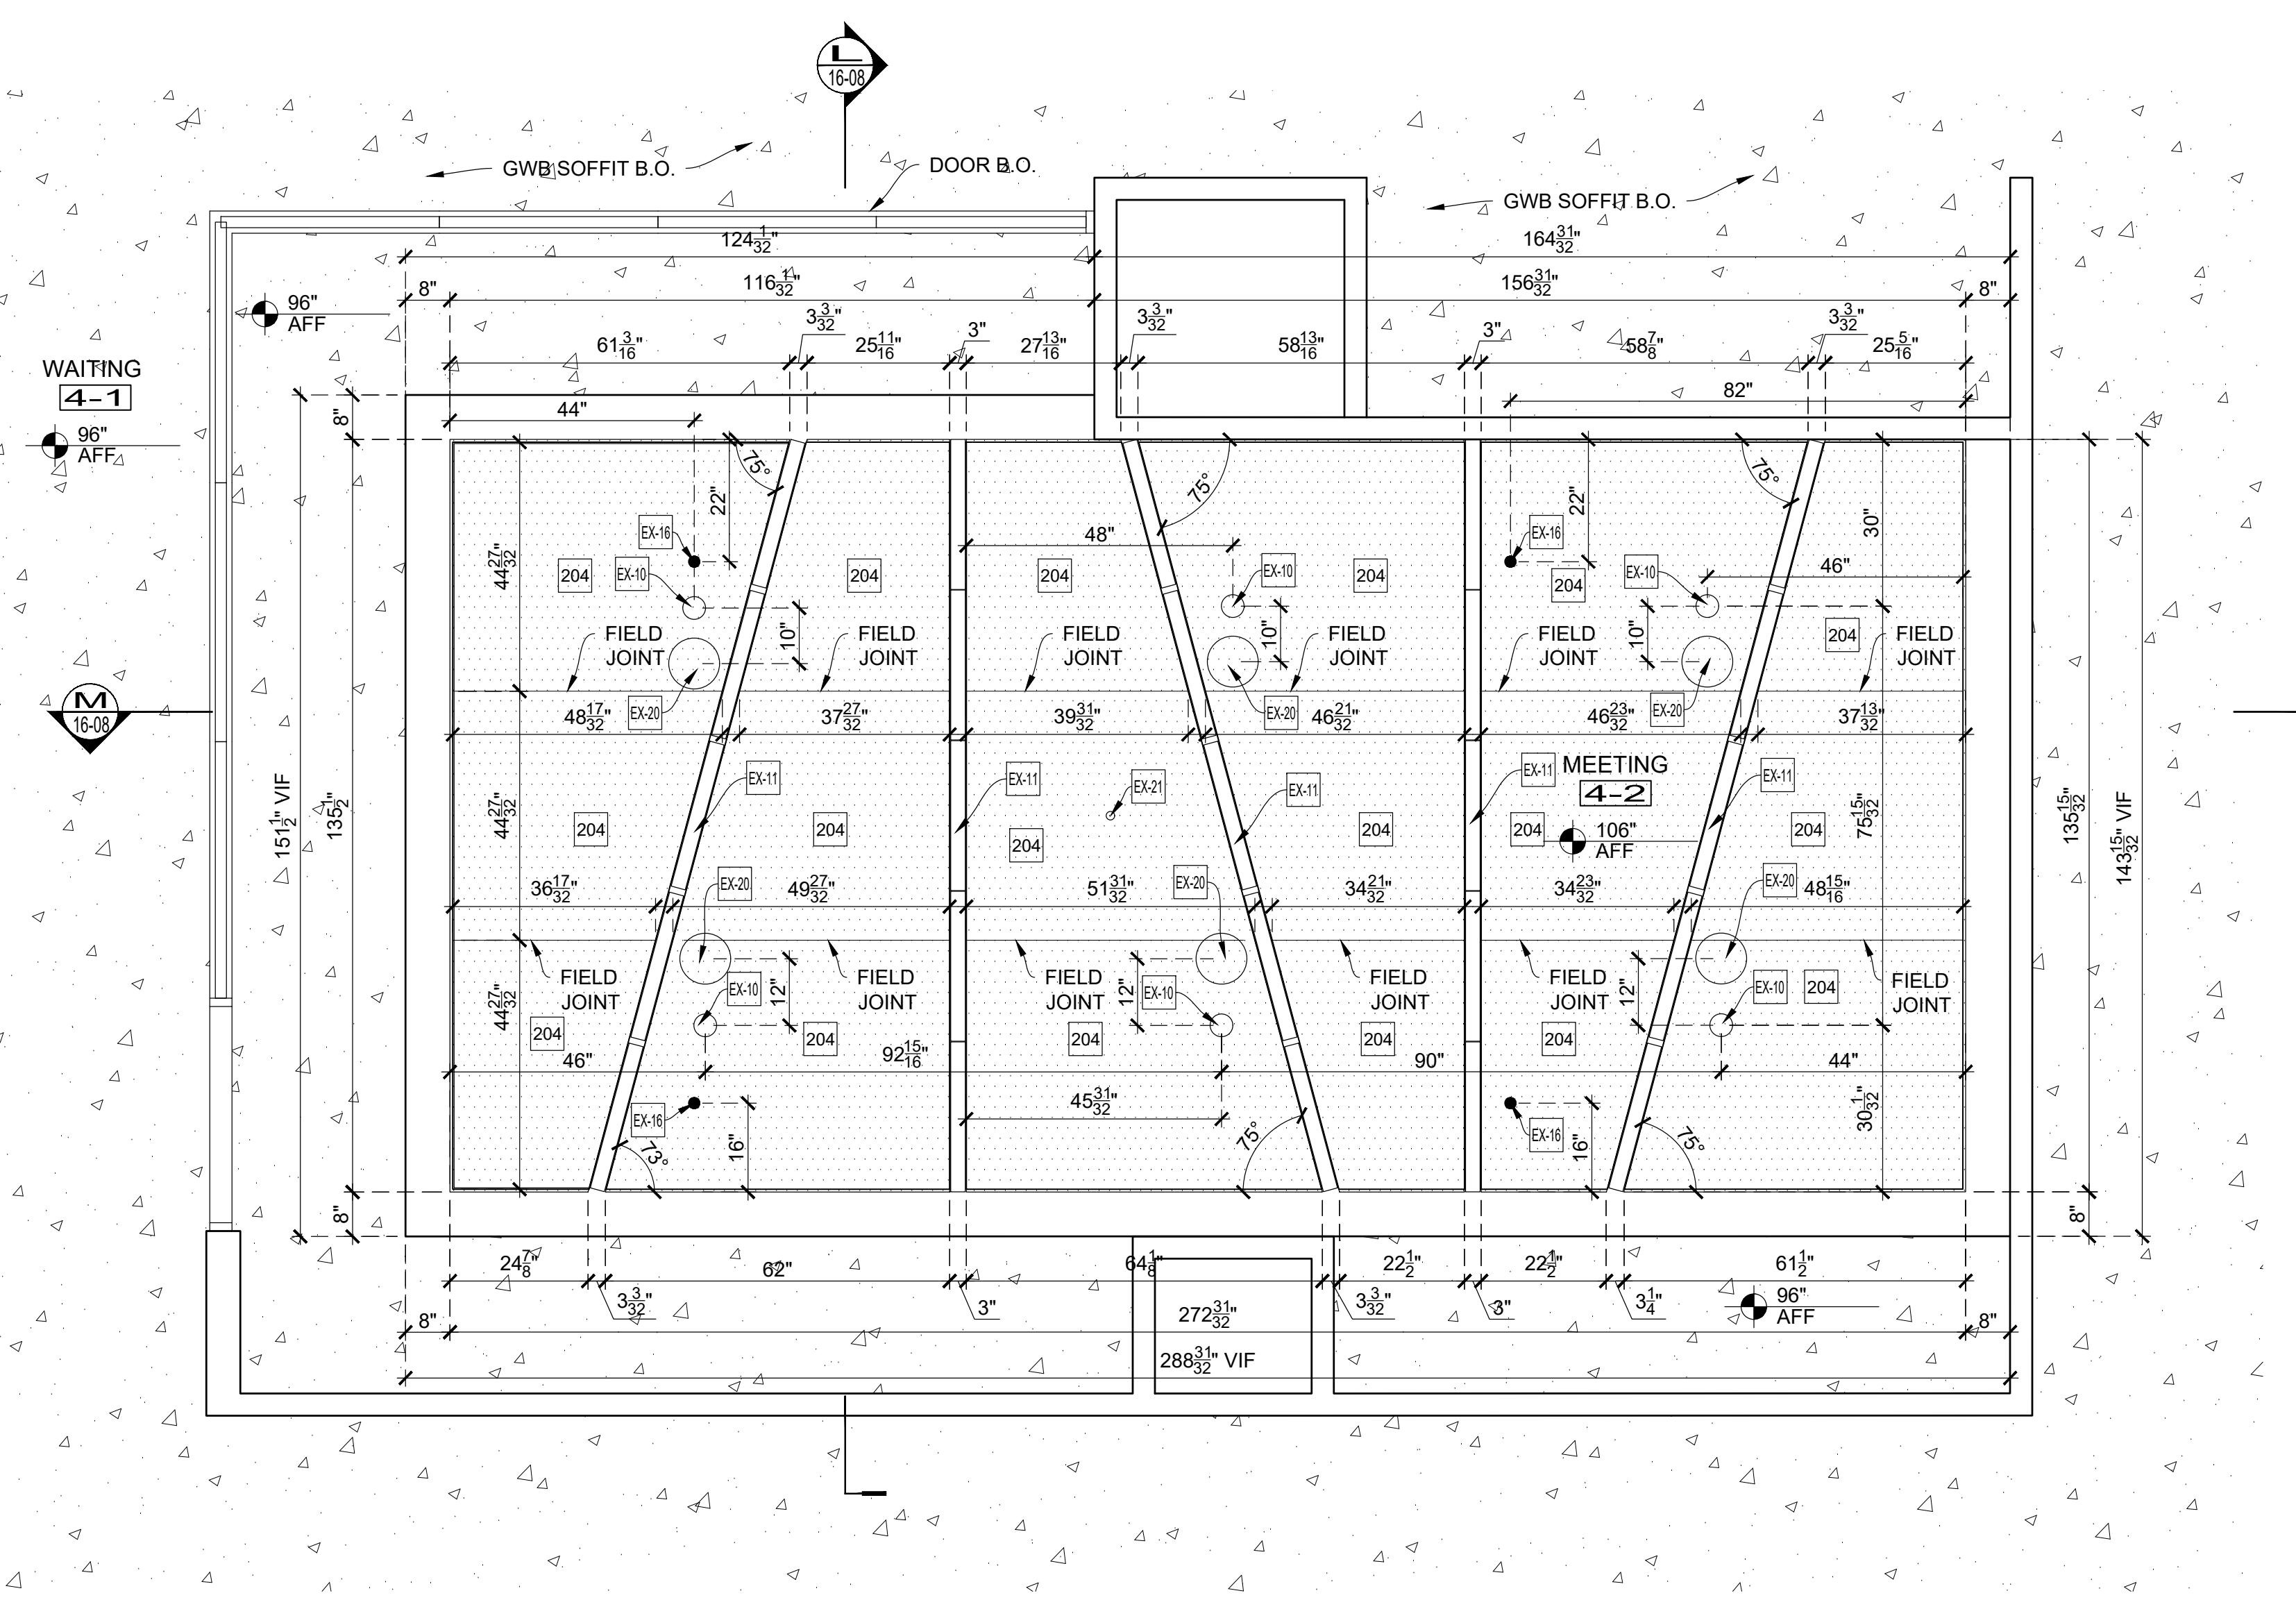 L
16-08
GWB SOFFIT B.O.
DOOR B.O.
GWB SOFFIT B.O.
124 1/32"
164 31/32"
8"
116 1/32"
156 31/32"
8"
96"
AFF
61 3/16"
3 3/32"
25 11/16"
3"
27 13/16"
3 3/32"
58 13/16"
3"
58 7/8"
3 3/32"
25 5/16"
WAITING
4-1
96"
AFF
8"
44"
82"
75°
75°
75°
22"
22"
30"
EX-16
EX-16
48"
44 27/32"
204
EX-10
204
204
EX-10
204
204
EX-10
46"
10"
10"
10"
204
FIELD
JOINT
FIELD
JOINT
FIELD
JOINT
FIELD
JOINT
FIELD
JOINT
FIELD
JOINT
M
16-08
48 17/32"
EX-20
37 27/32"
39 31/32"
EX-20
46 21/32"
46 23/32"
EX-20
37 13/32"
151 1/2" VIF
135 1/2"
44 27/32"
EX-11
EX-11
EX-21
EX-11
EX-11
MEETING
4-2
EX-11
75 15/32"
135 15/32"
143 15/32" VIF
204
204
204
204
204
106"
AFF
204
36 17/32"
EX-20
49 27/32"
51 31/32"
EX-20
34 21/32"
34 23/32"
EX-20
48 15/16"
44 27/32"
FIELD
JOINT
EX-10
12"
FIELD
JOINT
FIELD
JOINT
12"
EX-10
FIELD
JOINT
FIELD
JOINT
12"
EX-10
204
FIELD
JOINT
204
204
204
204
204
46"
92 15/16"
90"
44"
EX-16
45 31/32"
EX-16
30 1/32"
73°
16"
75°
16"
75°
8"
8"
24 7/8"
62"
64 1/8"
22 1/2"
22 1/2"
61 1/2"
3 3/32"
3"
3 3/32"
3"
3 1/4"
96"
AFF
8"
272 31/32"
8"
288 31/32" VIF